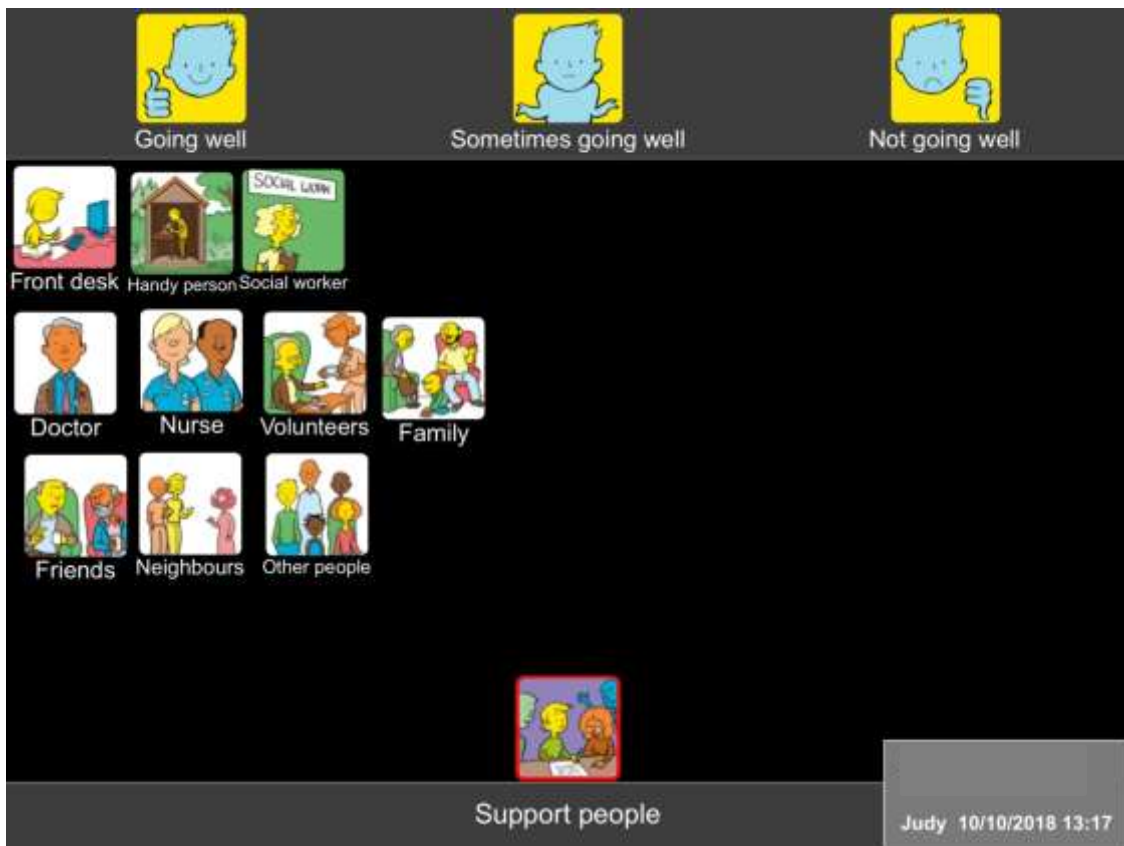 Going well
Sometimes going well
Not going well
SOCIAL WORK
Front desk
Handy person
Social worker
Doctor
Nurse
Volunteers
Family
Friends
Neighbours
Other people
Support people
Judy 10/10/2018 13:17